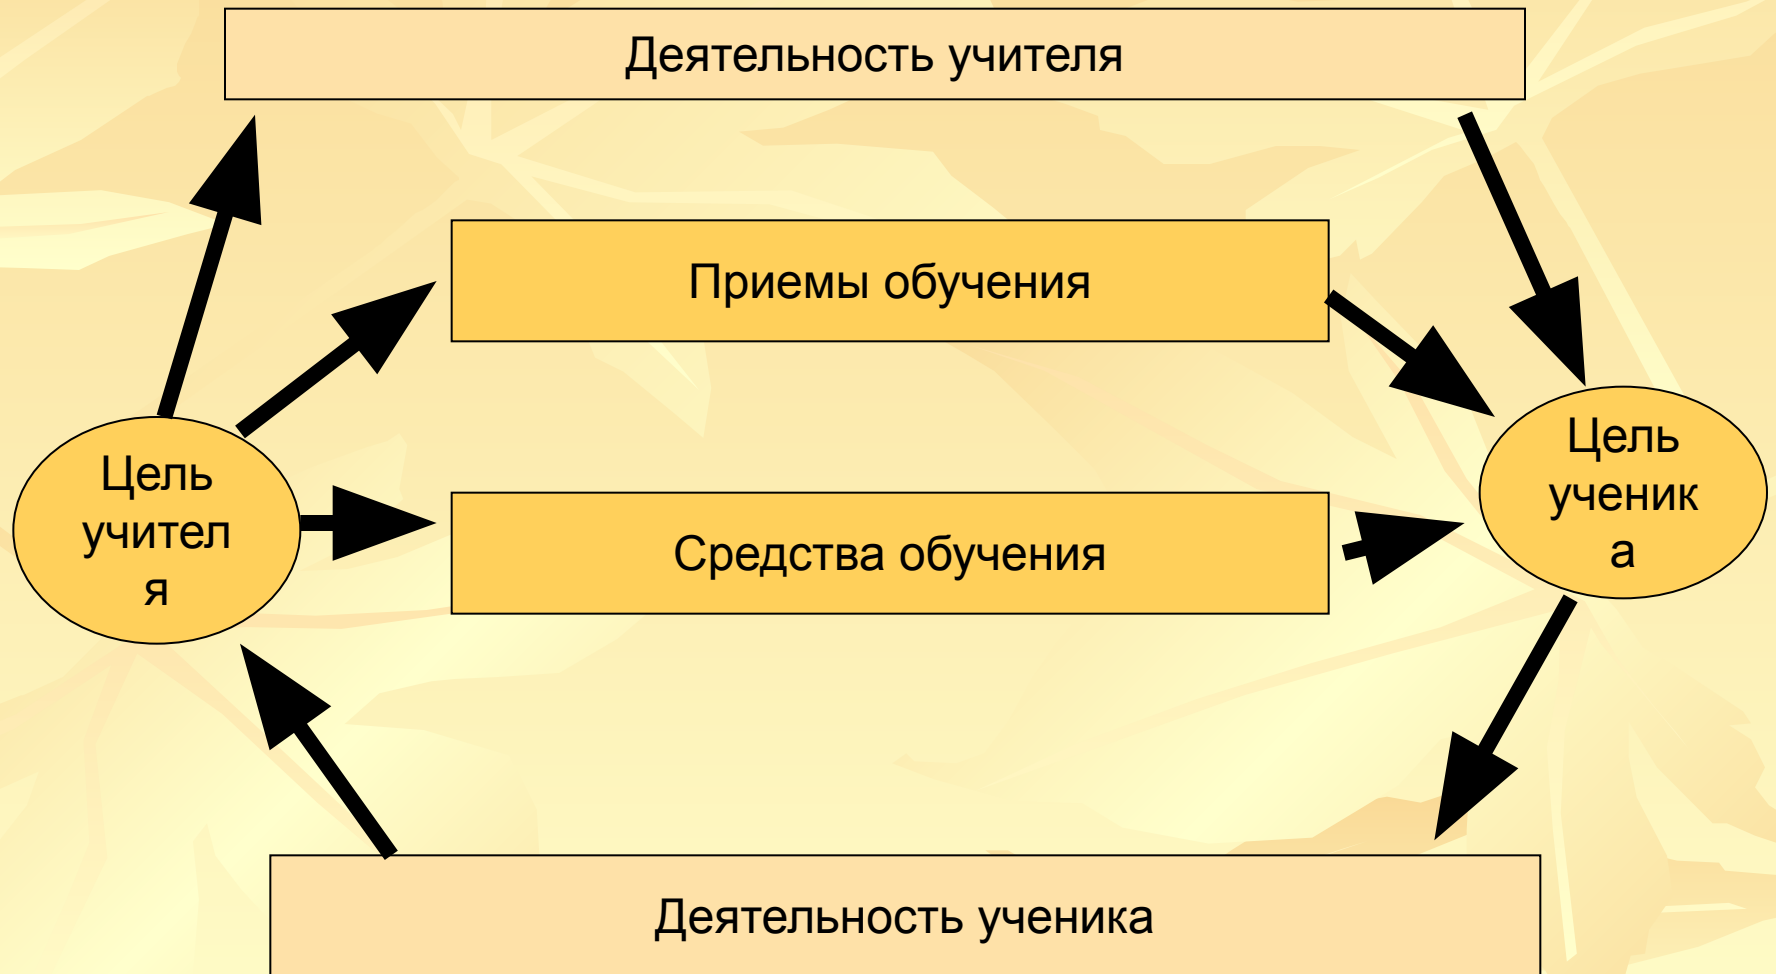 Деятельность учителя
Приемы обучения
Цель
учител
я
Средства обучения
Цель
ученик
а
Деятельность ученика